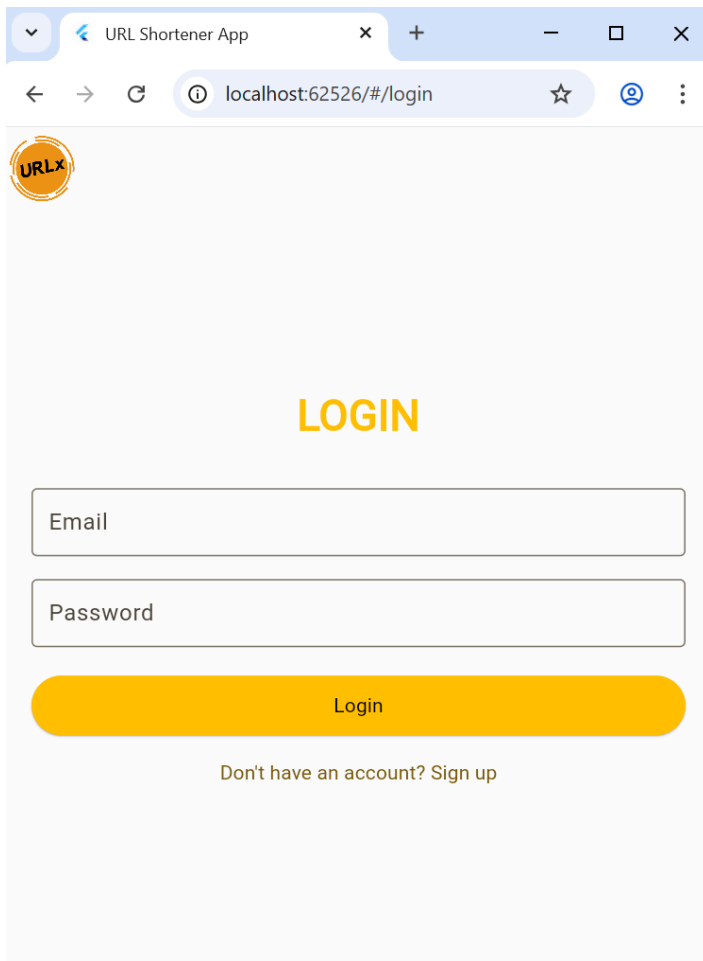 URL Shortener App
localhost:62526/#/login
URLx
LOGIN
Email
Password
Login
Don't have an account? Sign up